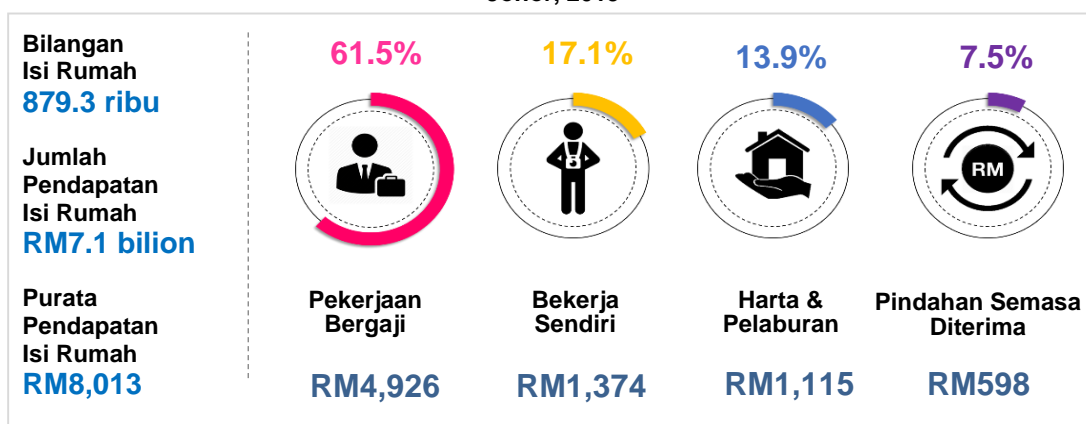 Bilangan
Isi Rumah
879.3 ribu
Jumlah
Pendapatan
Isi Rumah
RM7.1 bilion
Purata
Pendapatan
Isi Rumah
RM8,013
61.5%
Pekerjaan
Bergaji
RM4,926
17.1%
Bekerja
Sendiri
RM1,374
13.9%
Harta &
Pelaburan
RM1,115
7.5%
RM
Pindahan Semasa
Diterima
RM598